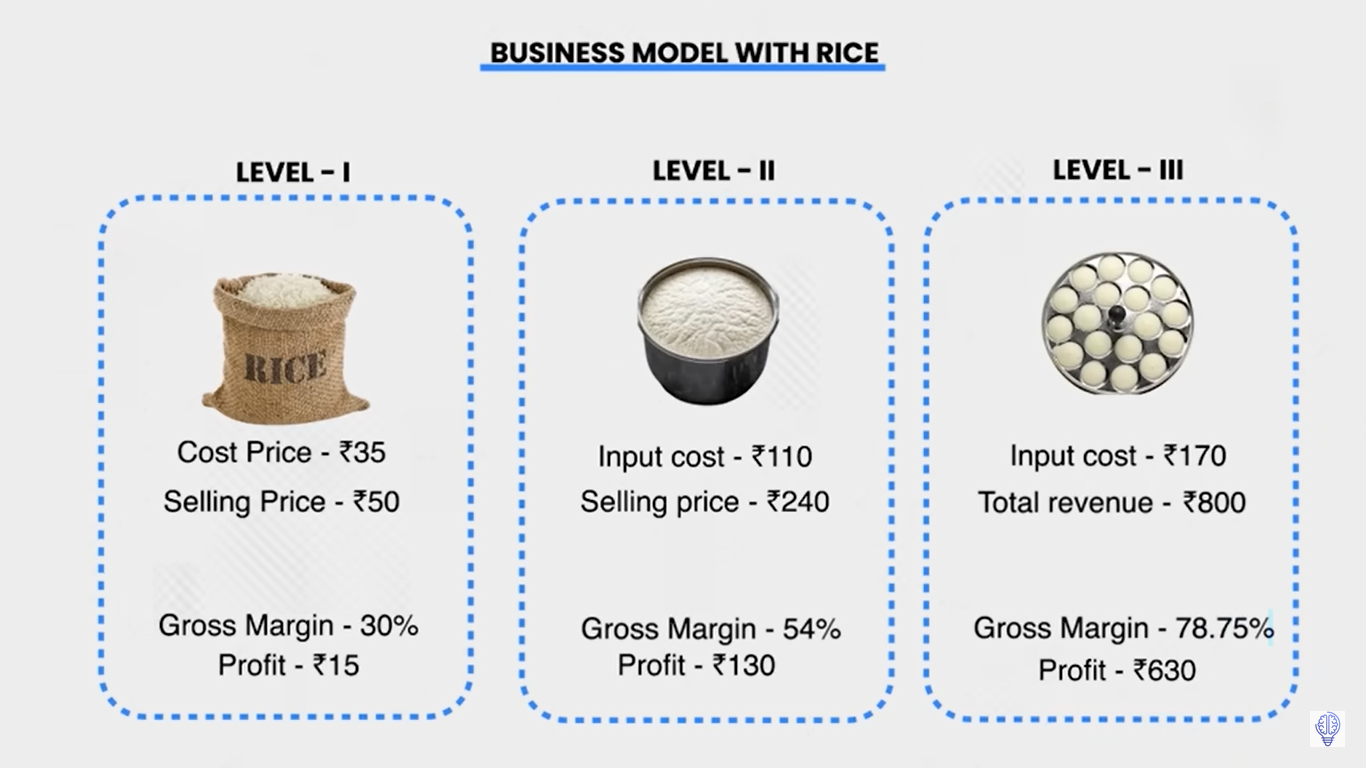 BUSINESS MODEL WITH RICE
LEVEL - I
RICE
Cost Price - ₹35
Selling Price - ₹50
Gross Margin - 30%
Profit - ₹15
LEVEL - II
Input cost - ₹110
Selling price - ₹240
Gross Margin - 54%
Profit - ₹130
LEVEL - III
Input cost - ₹170
Total revenue - ₹800
Gross Margin - 78.75%
Profit - ₹630